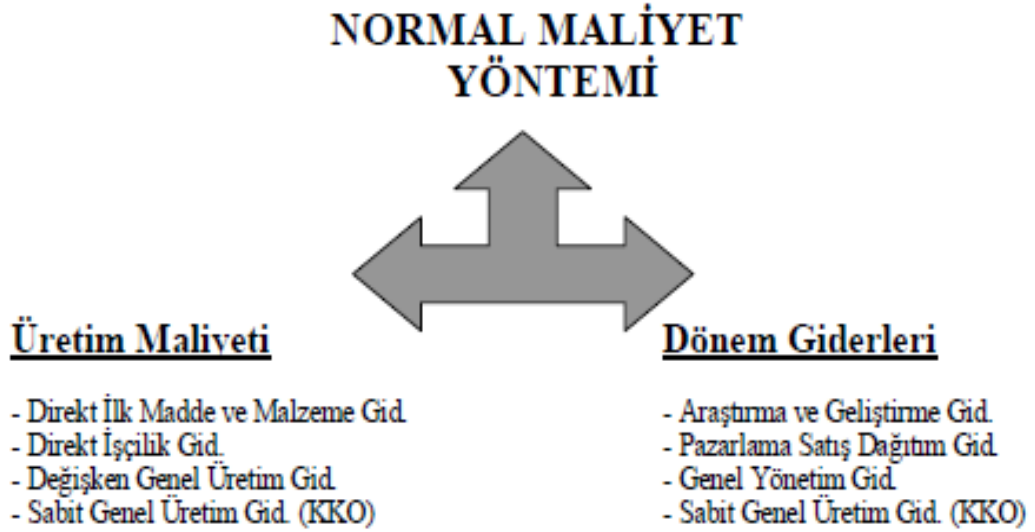 NORMAL MALİYET
YÖNTEMİ
Üretim Maliyeti
- Direkt İlk Madde ve Malzeme Gid.
- Direkt İşçilik Gid.
- Değişken Genel Üretim Gid.
- Sabit Genel Üretim Gid. (KKO)
Dönem Giderleri
- Araştırma ve Geliştirme Gid.
- Pazarlama Satış Dağıtım Gid.
- Genel Yönetim Gid.
- Sabit Genel Üretim Gid. (KKO)